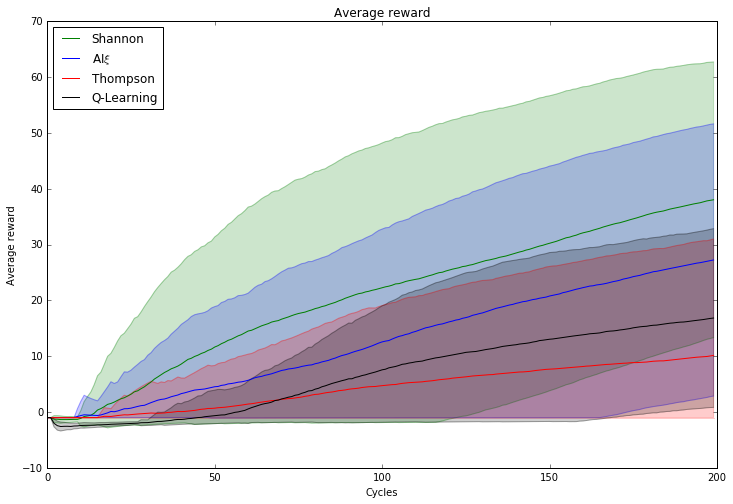 Average reward
70
60
50
40
30
20
10
0
−10
Average reward
Shannon
AIξ
Thompson
Q-Learning
0 50 100 150 200
Cycles